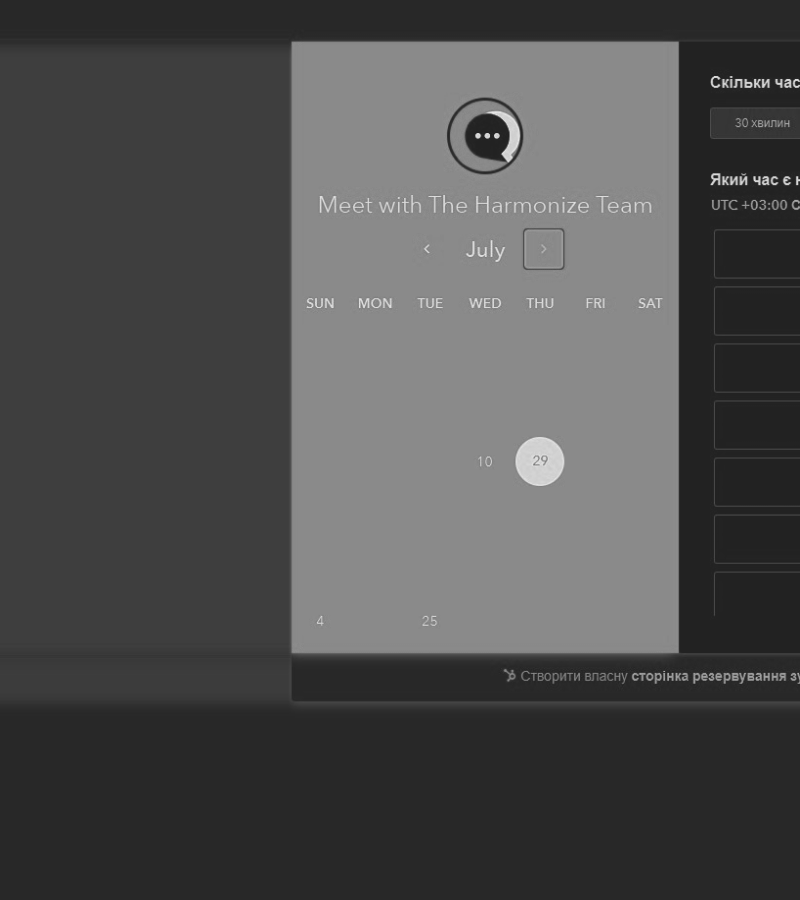 Meet with The Harmonize Team
July
SUN MON TUE WED THU FRI SAT
10 29
4 25
Скільки час
30 хвилин
Який час є н
UTC +03:00 С
Створити власну сторінка резервування зу